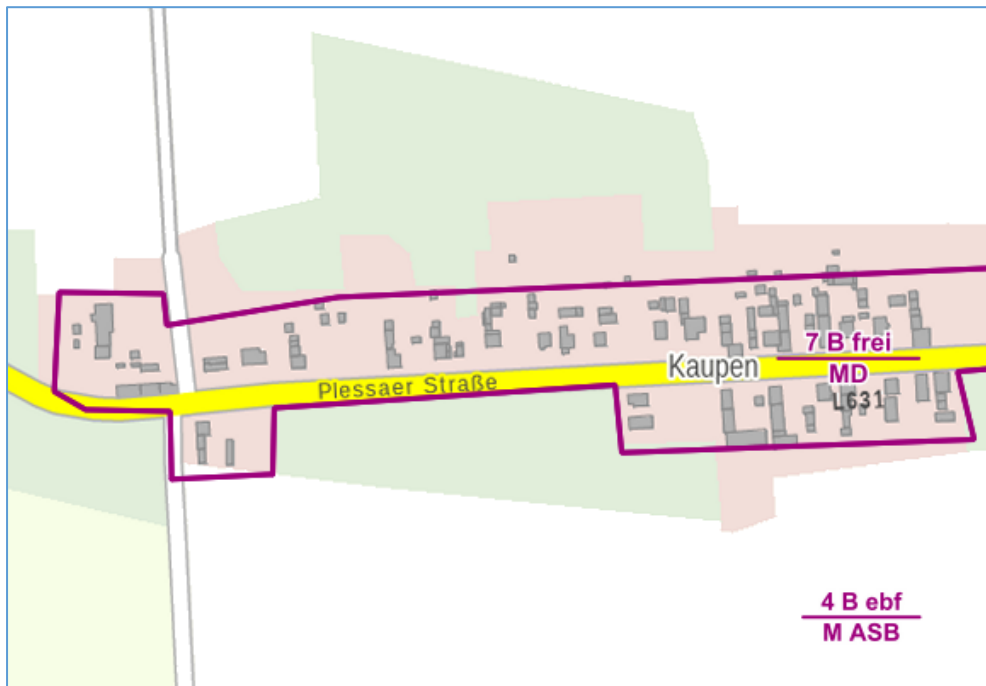 7 B frei
Kaupen
MD
Plessaer Straße
L631
4 B ebf
M ASB